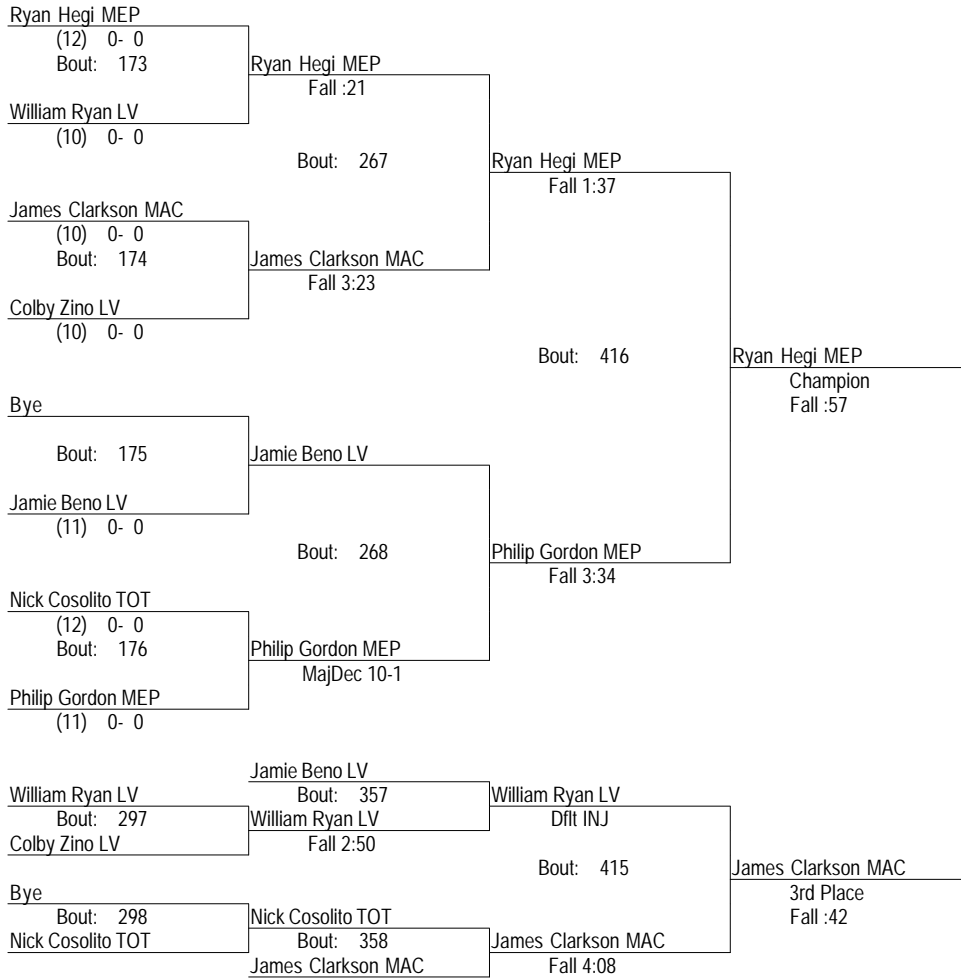 Ryan Hegi MEP
(12) 0- 0
Bout: 173
Ryan Hegi MEP
Fall :21
William Ryan LV
(10) 0- 0
Bout: 267
Ryan Hegi MEP
Fall 1:37
James Clarkson MAC
(10) 0- 0
Bout: 174
James Clarkson MAC
Fall 3:23
Colby Zino LV
(10) 0- 0
Bout: 416
Ryan Hegi MEP
Champion
Fall :57
Bye
Bout: 175
Jamie Beno LV
Jamie Beno LV
(11) 0- 0
Bout: 268
Philip Gordon MEP
Fall 3:34
Nick Cosolito TOT
(12) 0- 0
Bout: 176
Philip Gordon MEP
MajDec 10-1
Philip Gordon MEP
(11) 0- 0
Jamie Beno LV
William Ryan LV
Bout: 357
William Ryan LV
Bout: 297
William Ryan LV
Dflt INJ
Colby Zino LV
Fall 2:50
Bout: 415
James Clarkson MAC
3rd Place
Fall :42
Bye
Bout: 298
Nick Cosolito TOT
Nick Cosolito TOT
Bout: 358
James Clarkson MAC
James Clarkson MAC
Fall 4:08